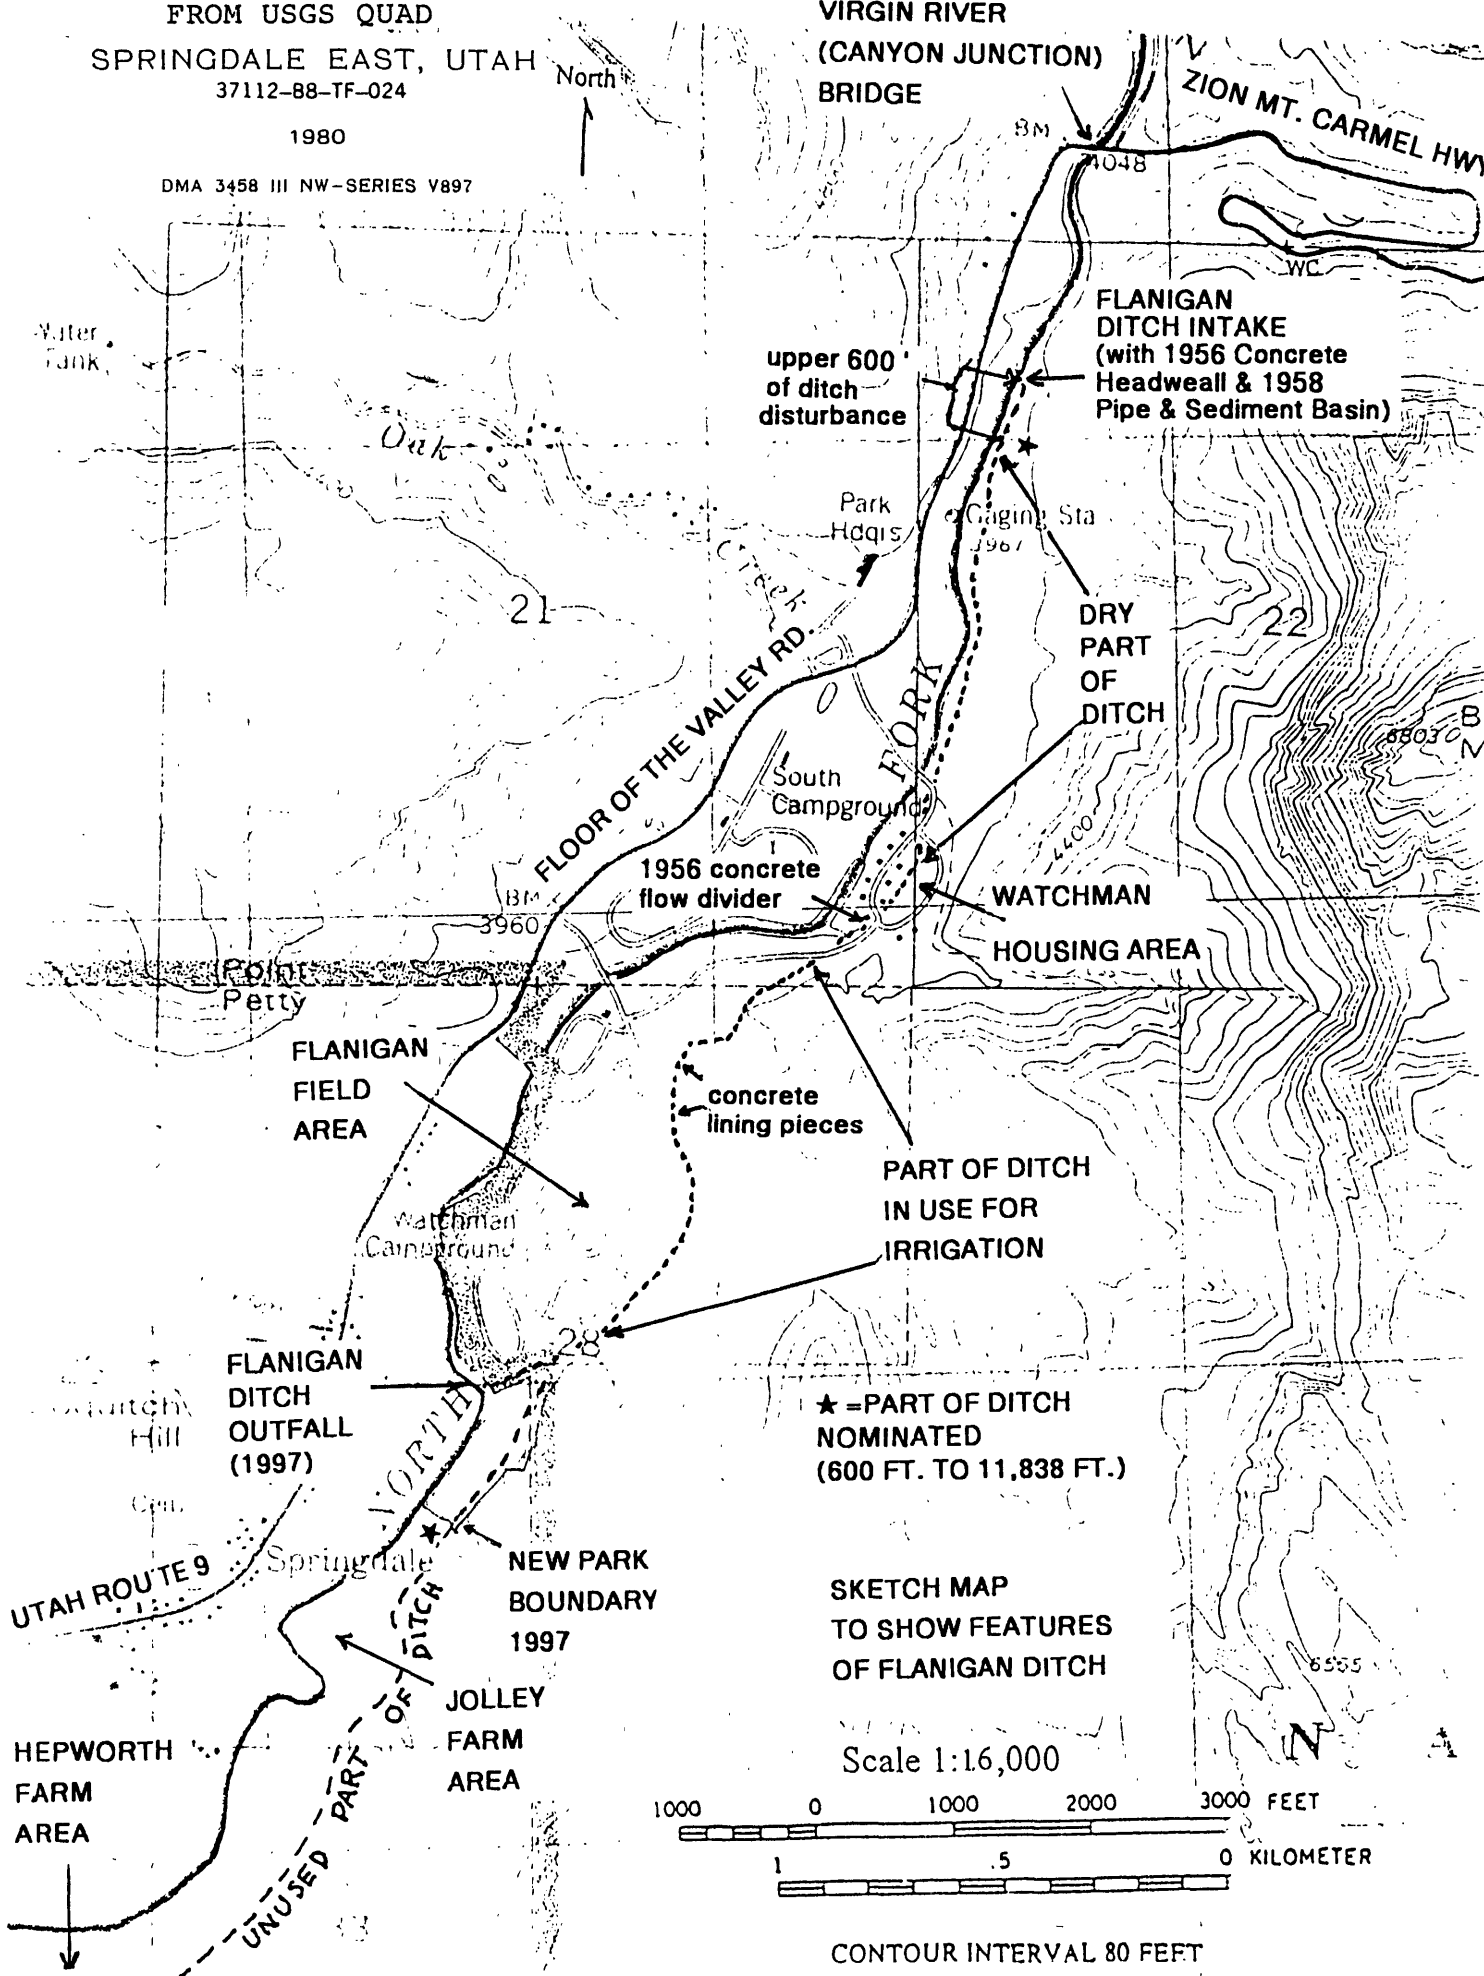 FROM USGS QUAD
SPRINGDALE EAST, UTAH
37112-B8-TF-024
1980
DMA 3458 III NW-SERIES V897
North
VIRGIN RIVER
(CANYON JUNCTION)
BRIDGE
ZION MT. CARMEL HWY
BM
4048
WC
FLANIGAN
DITCH INTAKE
(with 1956 Concrete
Headweall & 1958
Pipe & Sediment Basin)
upper 600'
of ditch
disturbance
Water
Tank
Oak
Creek
Park
Hdqrs
Gaging Sta
3967
21
22
DRY
PART
OF
DITCH
FLOOR OF THE VALLEY RD.
FORK
6803
B
4400
South
Campground
1956 concrete
flow divider
WATCHMAN
HOUSING AREA
BM
3960
Point
Petty
FLANIGAN
FIELD
AREA
concrete
lining pieces
PART OF DITCH
IN USE FOR
IRRIGATION
Watchman
Campground
28
FLANIGAN
DITCH
OUTFALL
(1997)
Hill
NORTH
★ =PART OF DITCH
NOMINATED
(600 FT. TO 11,838 FT.)
UTAH ROUTE 9
Springdale
NEW PARK
BOUNDARY
1997
SKETCH MAP
TO SHOW FEATURES
OF FLANIGAN DITCH
6555
JOLLEY
FARM
AREA
UNUSED PART OF DITCH
HEPWORTH
FARM
AREA
33
N
A
Scale 1:16,000
1000 0 1000 2000 3000 FEET
1 .5 0 KILOMETER
CONTOUR INTERVAL 80 FEET